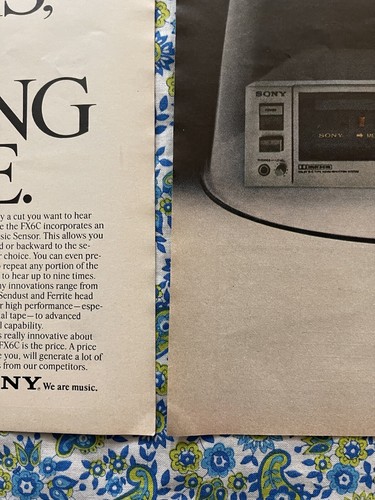 S,
NG
E.
y a cut you want to hear
e the FX6C incorporates an
sic Sensor. This allows you
d or backward to the se-
r choice. You can even pre-
o repeat any portion of the
to hear up to nine times.
ny innovations range from
Sendust and Ferrite head
r high performance—espe-
al tape—to advanced
l capability.
s really innovative about
FX6C is the price. A price
e you, will generate a lot of
s from our competitors.
NY. We are music.
SONY
SONY